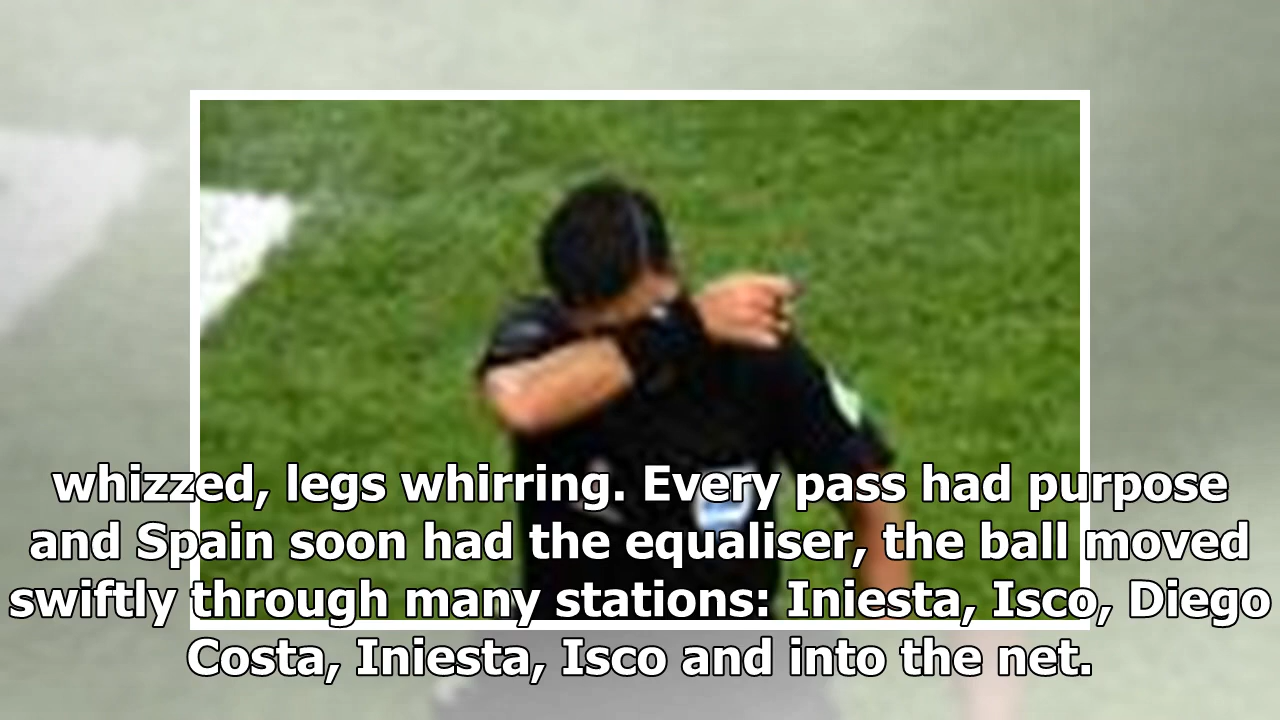 whizzed, legs whirring. Every pass had purpose
and Spain soon had the equaliser, the ball moved
swiftly through many stations: Iniesta, Isco, Diego
Costa, Iniesta, Isco and into the net.